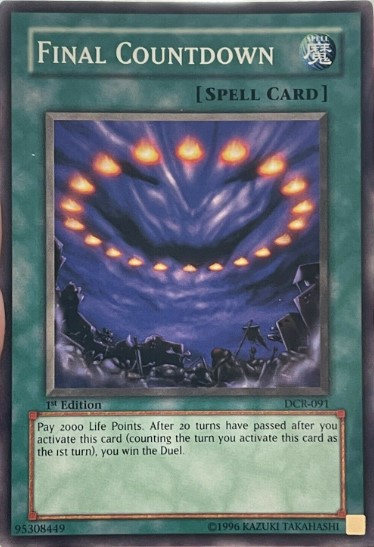 FINAL COUNTDOWN
SPELL
魔
[SPELL CARD]
1st Edition
DCR-091
Pay 2000 Life Points. After 20 turns have passed after you
activate this card (counting the turn you activate this card as
the 1st turn), you win the Duel.
95308449
©1996 KAZUKI TAKAHASHI